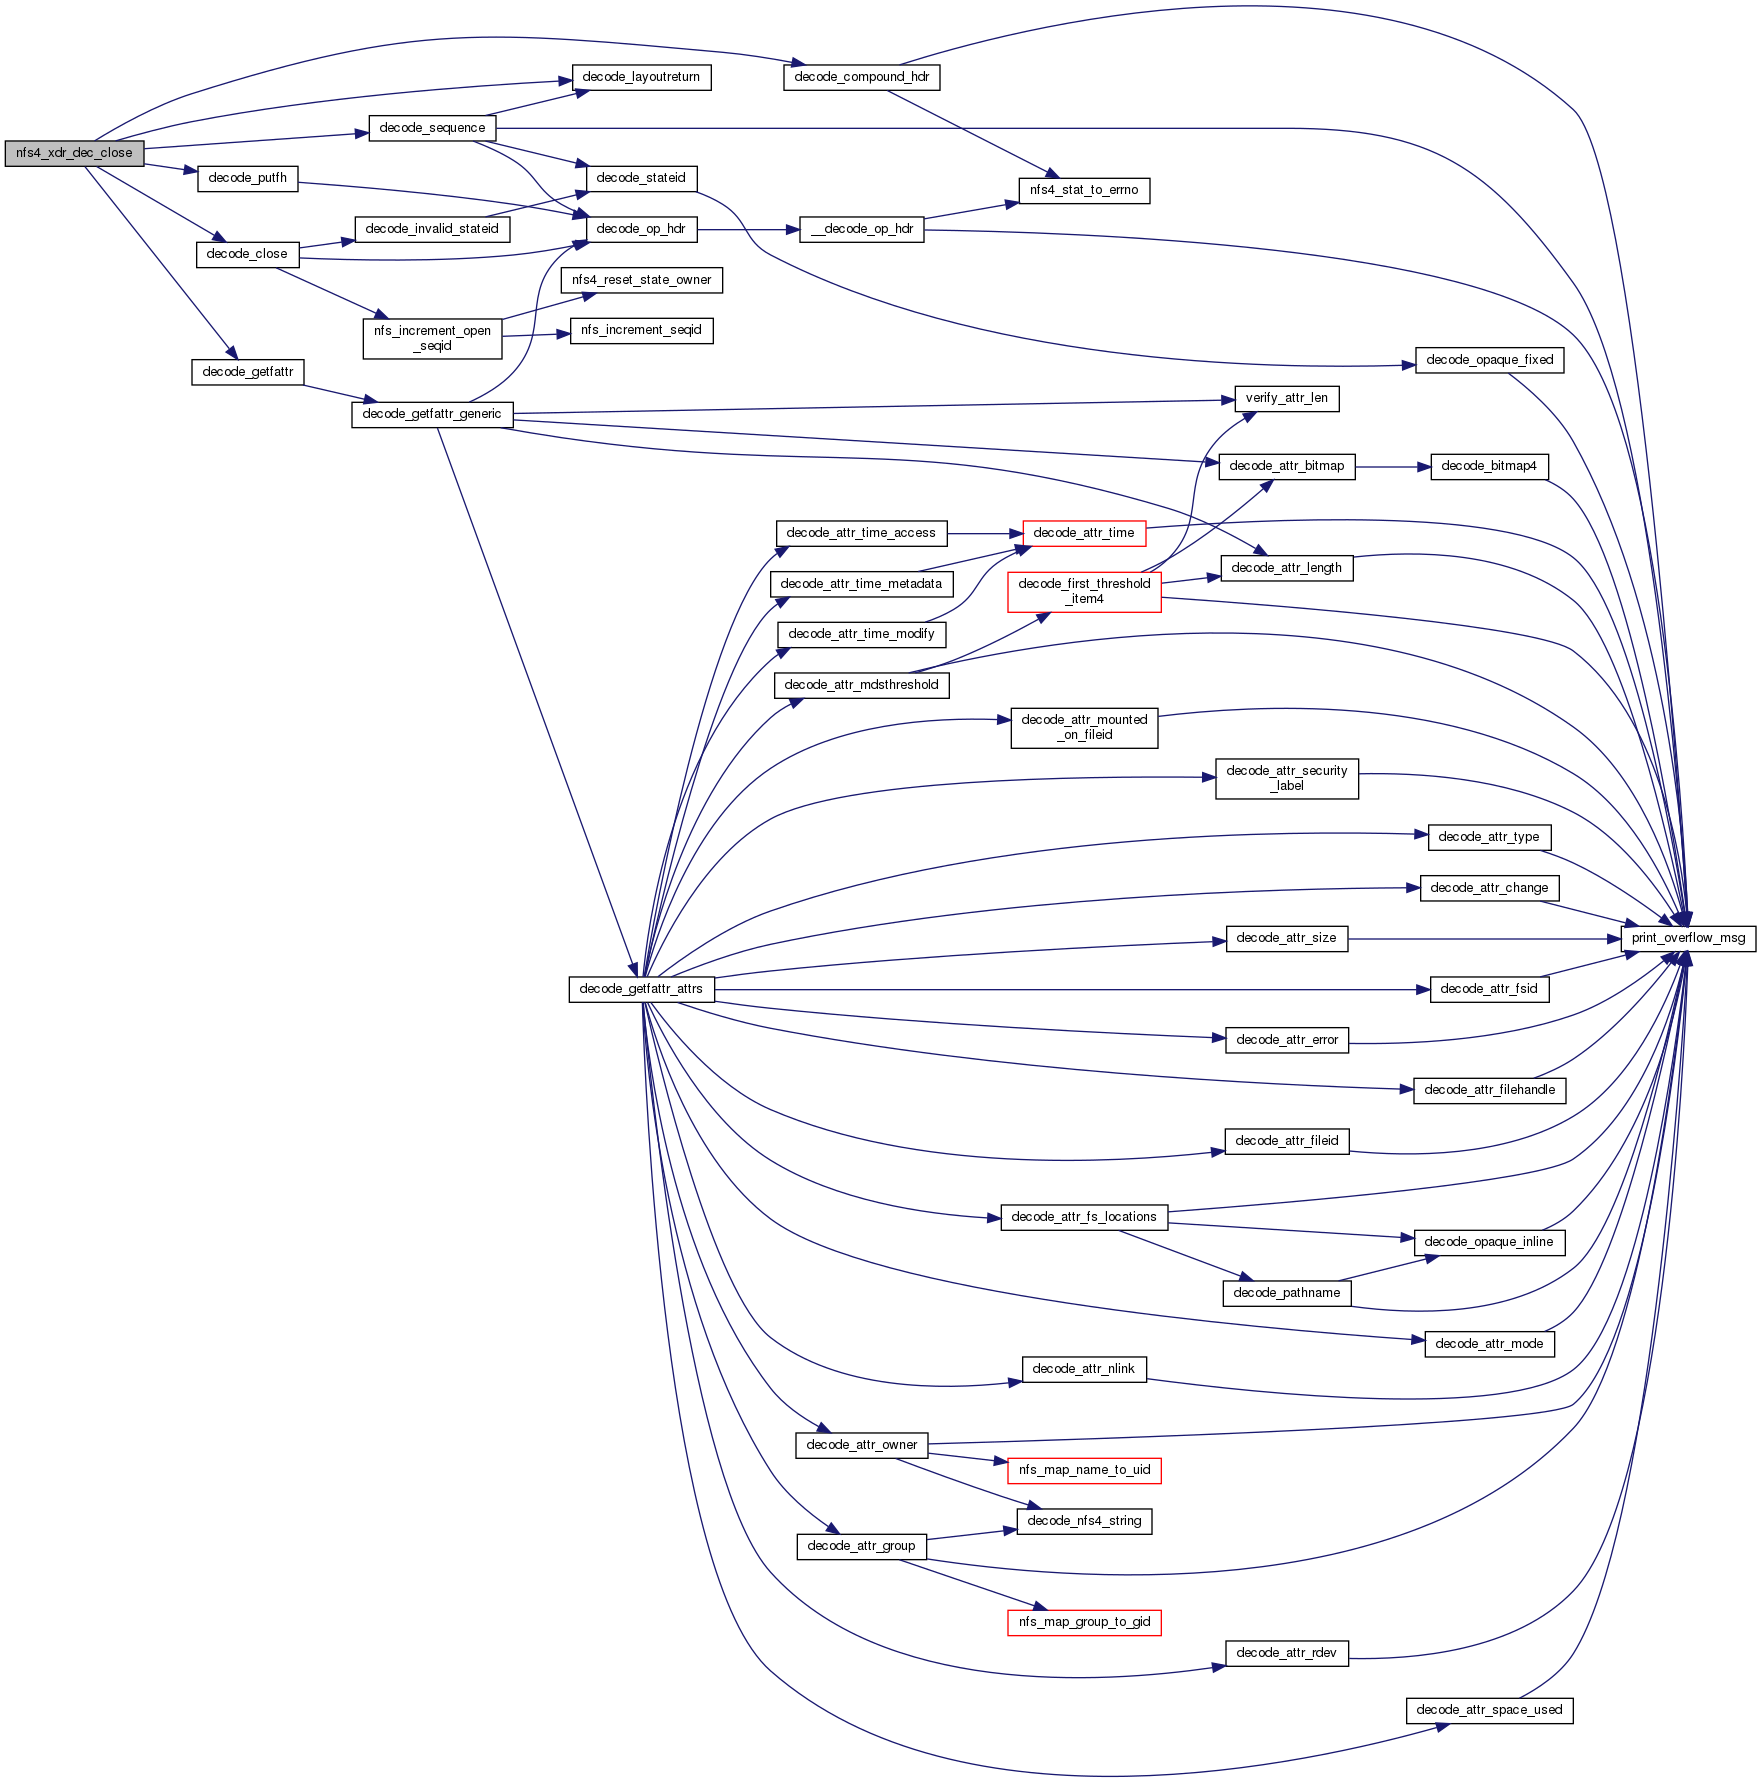 decode_compound_hdr
decode_layoutreturn
decode_sequence
nfs4_xdr_dec_close
decode_putfh
decode_stateid
nfs4_stat_to_errno
decode_invalid_stateid
decode_op_hdr
__decode_op_hdr
decode_close
nfs4_reset_state_owner
nfs_increment_open
_seqid
nfs_increment_seqid
decode_opaque_fixed
decode_getfattr
verify_attr_len
decode_getfattr_generic
decode_attr_bitmap
decode_bitmap4
decode_attr_time_access
decode_attr_time
decode_attr_length
decode_attr_time_metadata
decode_first_threshold
_item4
decode_attr_time_modify
decode_attr_mdsthreshold
decode_attr_mounted
_on_fileid
decode_attr_security
_label
decode_attr_type
decode_attr_change
decode_attr_size
print_overflow_msg
decode_getfattr_attrs
decode_attr_fsid
decode_attr_error
decode_attr_filehandle
decode_attr_fileid
decode_attr_fs_locations
decode_opaque_inline
decode_pathname
decode_attr_mode
decode_attr_nlink
decode_attr_owner
nfs_map_name_to_uid
decode_nfs4_string
decode_attr_group
nfs_map_group_to_gid
decode_attr_rdev
decode_attr_space_used